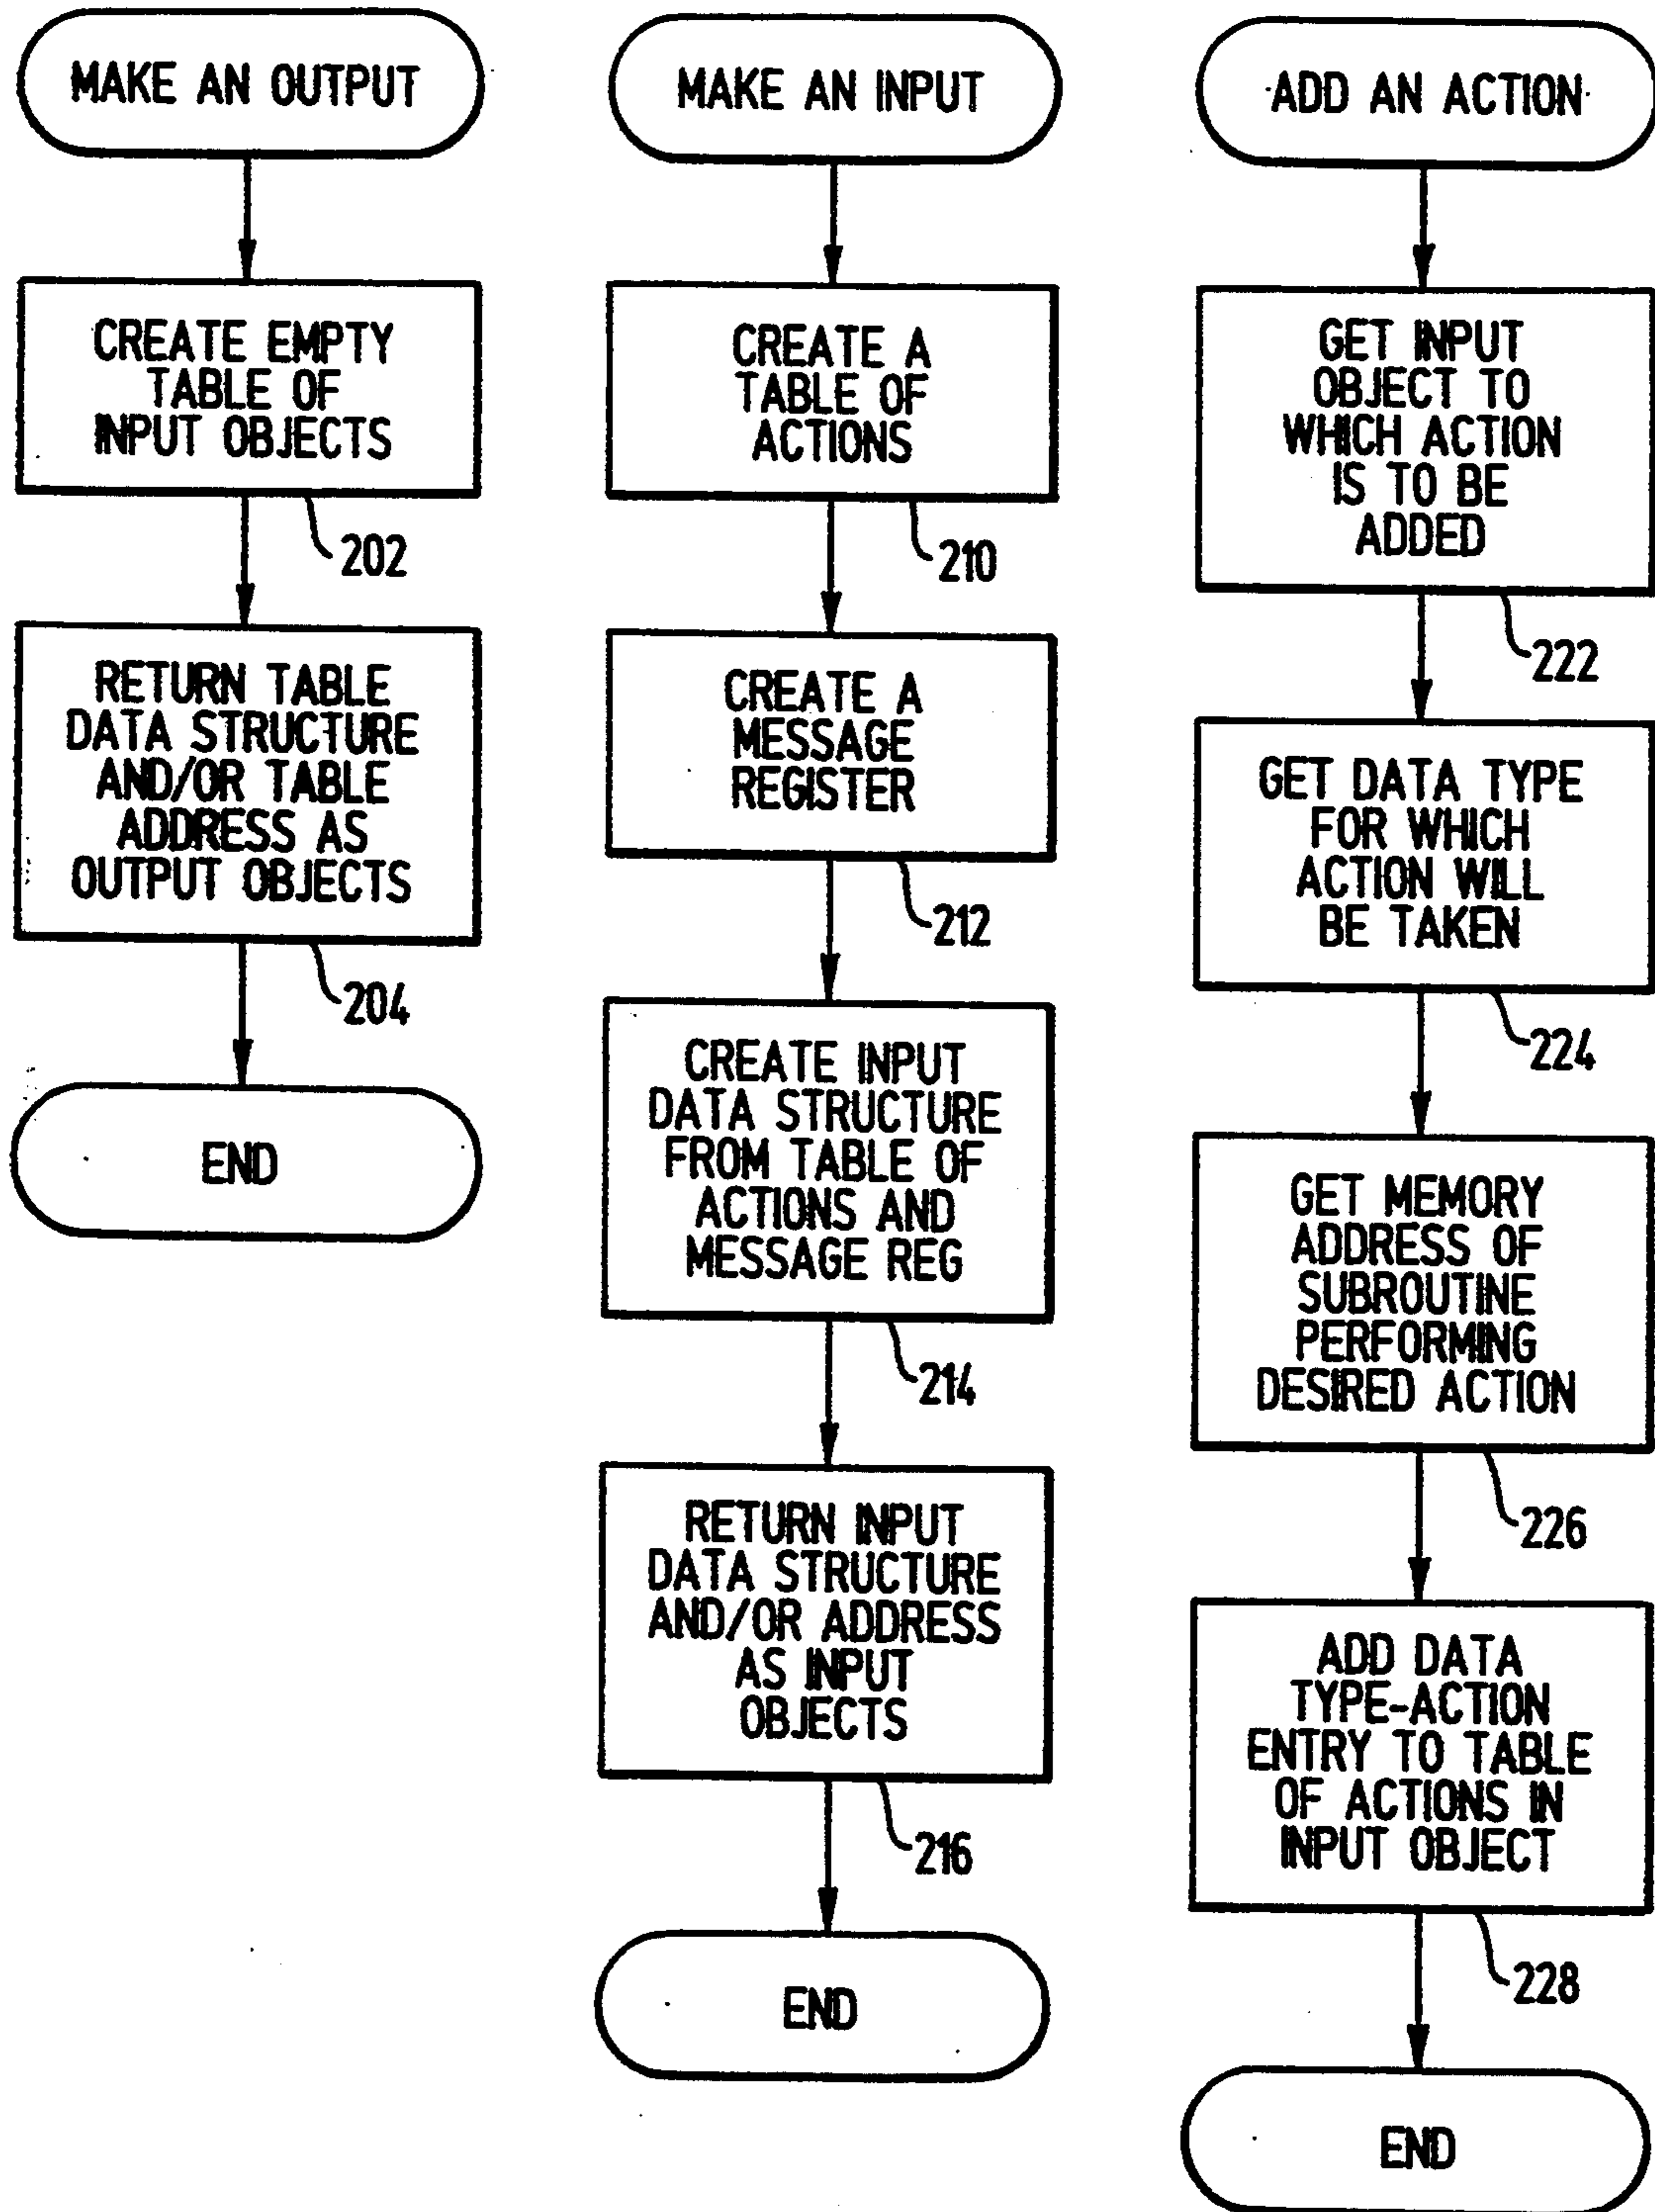 MAKE AN OUTPUT
CREATE EMPTY
TABLE OF
INPUT OBJECTS
202
RETURN TABLE
DATA STRUCTURE
AND/OR TABLE
ADDRESS AS
OUTPUT OBJECTS
204
END
MAKE AN INPUT
CREATE A
TABLE OF
ACTIONS
210
CREATE A
MESSAGE
REGISTER
212
CREATE INPUT
DATA STRUCTURE
FROM TABLE OF
ACTIONS AND
MESSAGE REG
214
RETURN INPUT
DATA STRUCTURE
AND/OR ADDRESS
AS INPUT
OBJECTS
216
END
ADD AN ACTION
GET INPUT
OBJECT TO
WHICH ACTION
IS TO BE
ADDED
222
GET DATA TYPE
FOR WHICH
ACTION WILL
BE TAKEN
224
GET MEMORY
ADDRESS OF
SUBROUTINE
PERFORMING
DESIRED ACTION
226
ADD DATA
TYPE-ACTION
ENTRY TO TABLE
OF ACTIONS IN
INPUT OBJECT
228
END